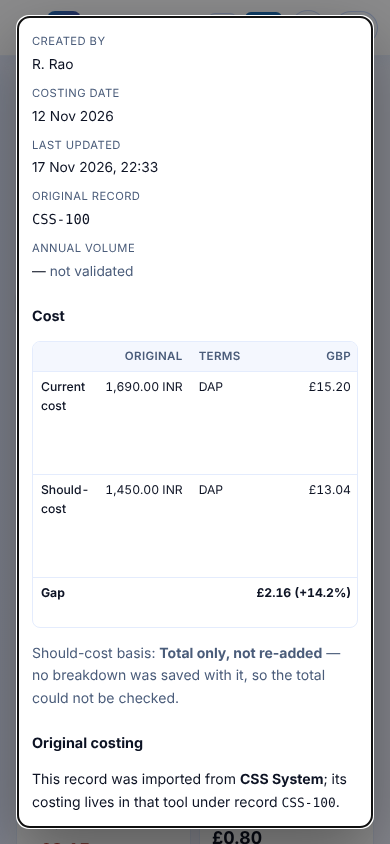 CREATED BY
R. Rao
COSTING DATE
12 Nov 2026
LAST UPDATED
17 Nov 2026, 22:33
ORIGINAL RECORD
CSS-100
ANNUAL VOLUME
— not validated
Cost
ORIGINAL TERMS GBP
Current cost 1,690.00 INR DAP £15.20
Should-cost 1,450.00 INR DAP £13.04
Gap £2.16 (+14.2%)
Should-cost basis: Total only, not re-added —
no breakdown was saved with it, so the total
could not be checked.
Original costing
This record was imported from CSS System; its
costing lives in that tool under record CSS-100.
£0.80